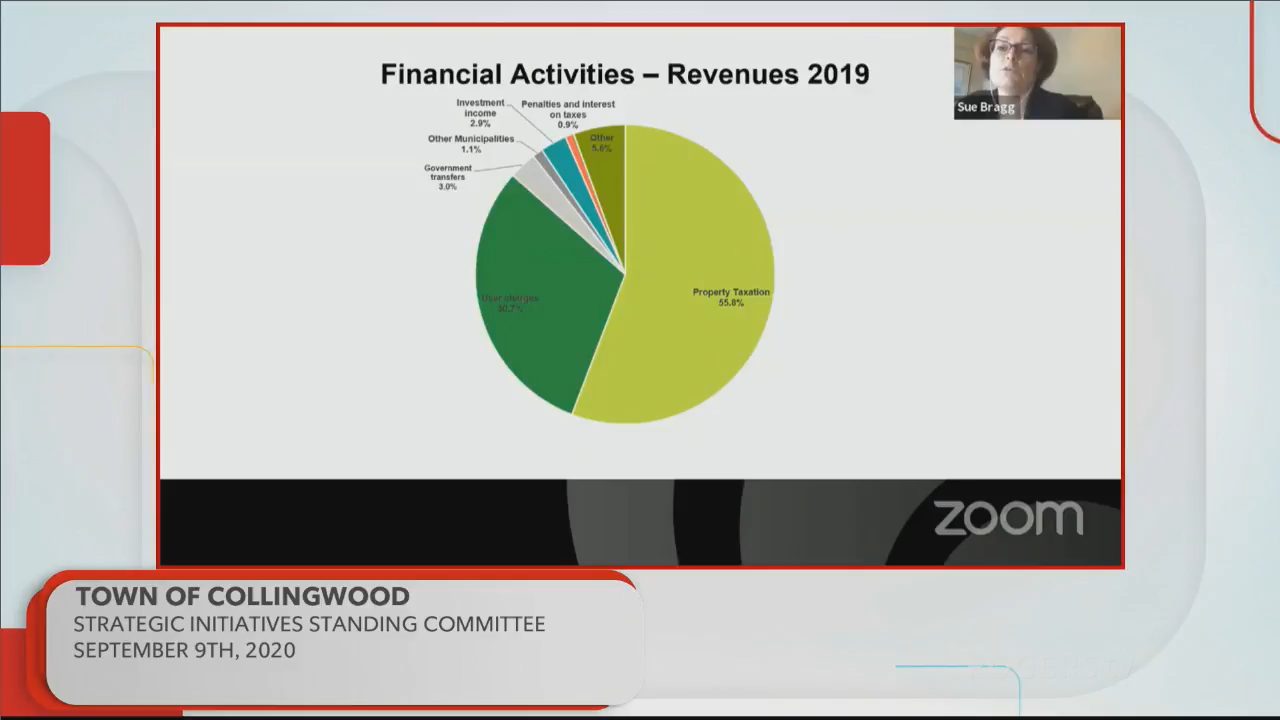 Financial Activities – Revenues 2019
Sue Bragg
Investment
income
2.9%
Penalties and interest
on taxes
0.9%
Other Municipalities
1.1%
Other
5.6%
Government
transfers
3.0%
User charges
30.7%
Property Taxation
55.8%
zoom
TOWN OF COLLINGWOOD
STRATEGIC INITIATIVES STANDING COMMITTEE
SEPTEMBER 9TH, 2020